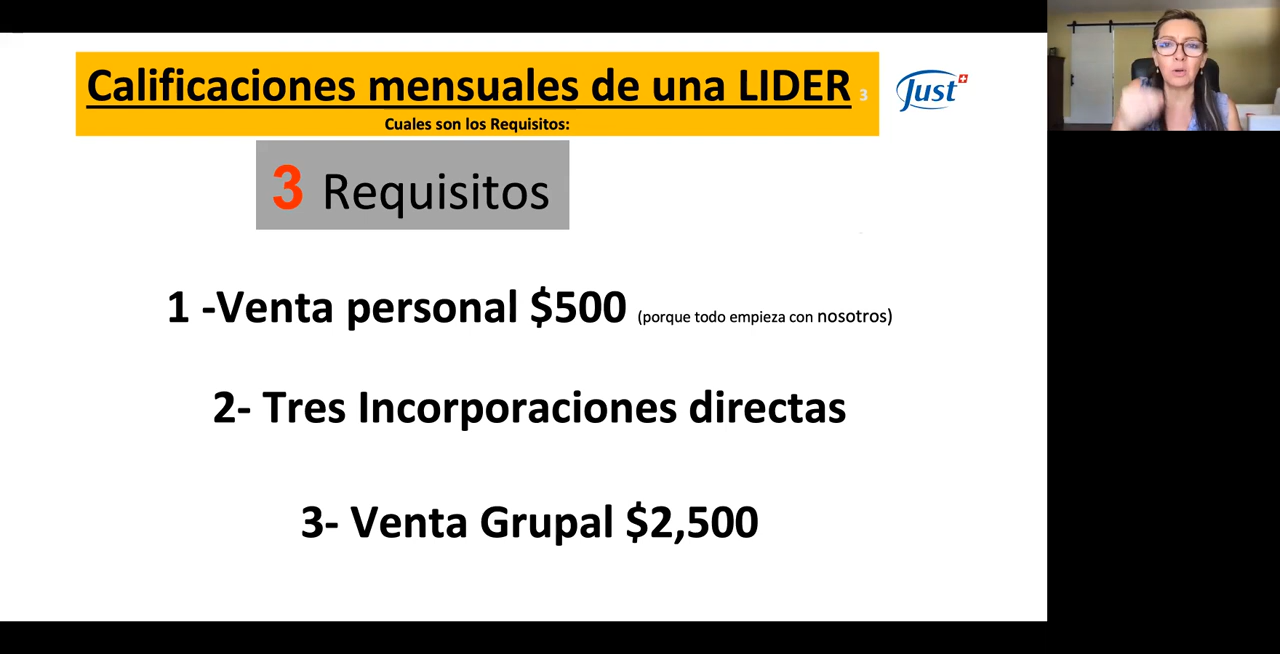 Calificaciones mensuales de una LIDER 3
Cuales son los Requisitos:
Just
3 Requisitos
1 -Venta personal $500 (porque todo empieza con nosotros)
2- Tres Incorporaciones directas
3- Venta Grupal $2,500